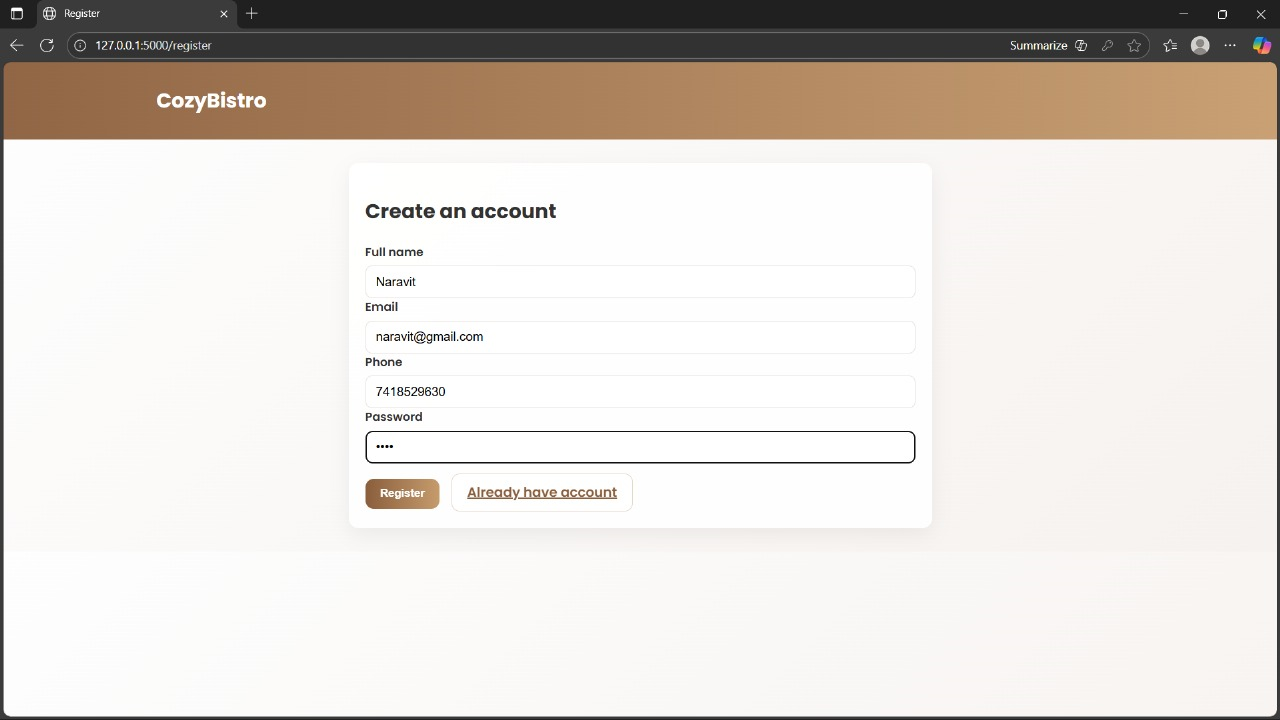 Register
127.0.0.1:5000/register
Summarize
CozyBistro
Create an account
Full name
Naravit
Email
naravit@gmail.com
Phone
7418529630
Password
••••
Register
Already have account